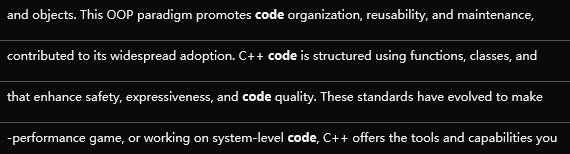 and objects. This OOP paradigm promotes code organization, reusability, and maintenance,
contributed to its widespread adoption. C++ code is structured using functions, classes, and
that enhance safety, expressiveness, and code quality. These standards have evolved to make
-performance game, or working on system-level code, C++ offers the tools and capabilities you